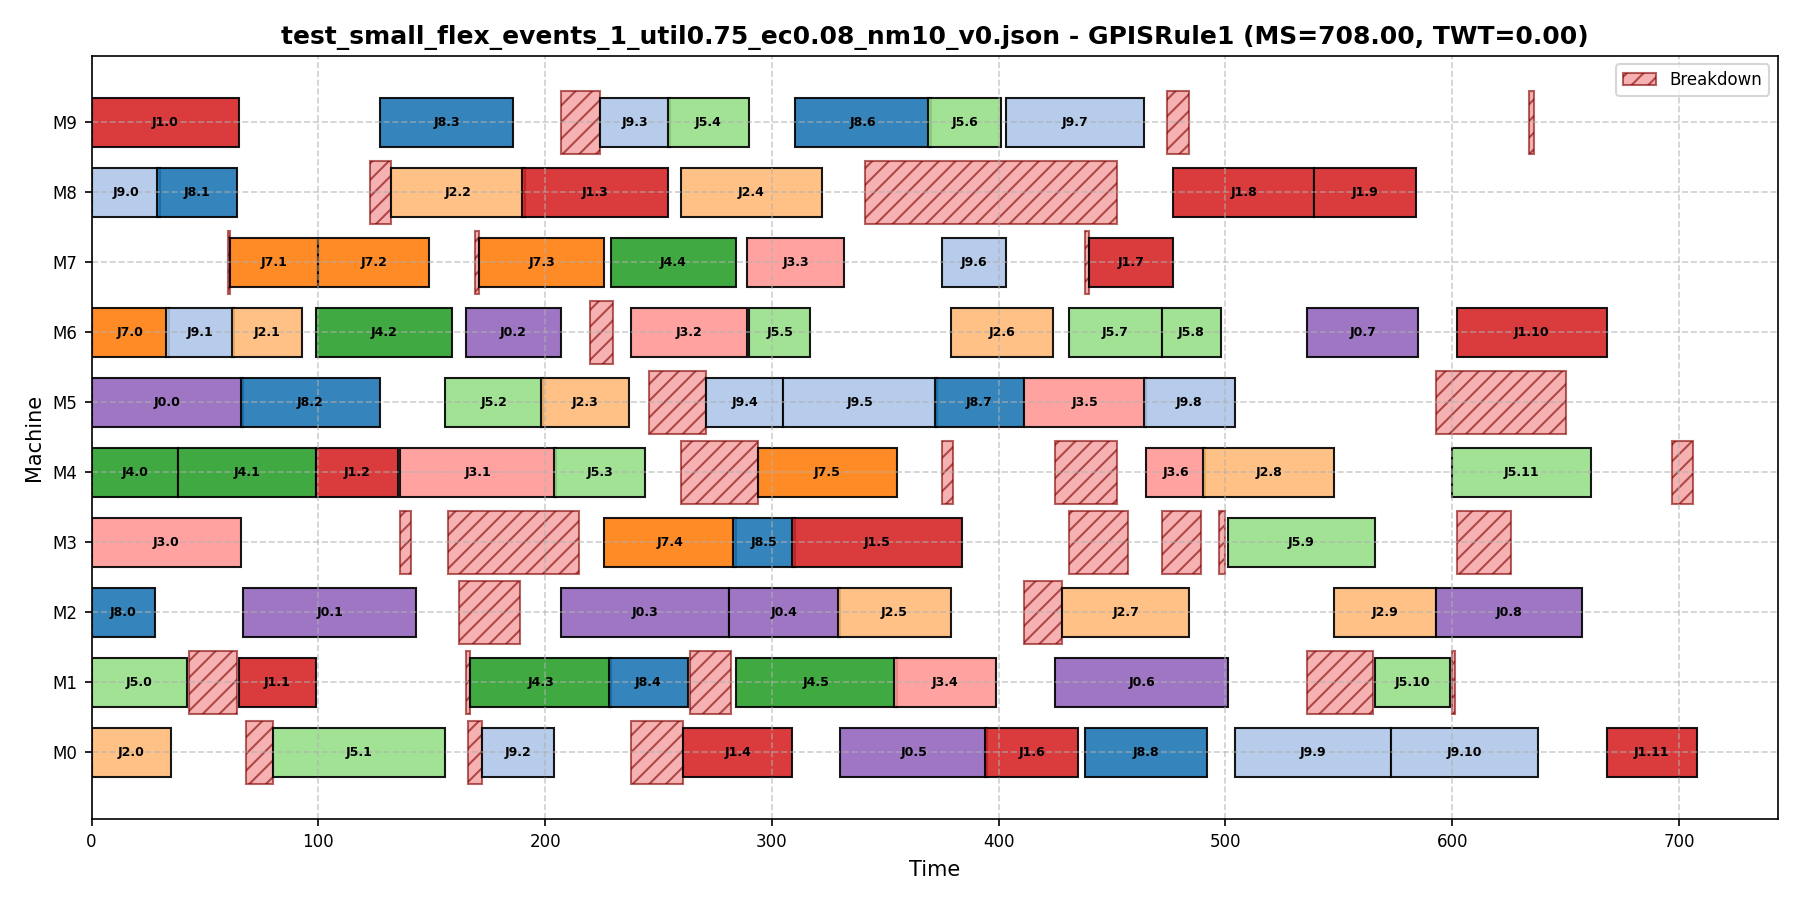 test_small_flex_events_1_util0.75_ec0.08_nm10_v0.json - GPISRule1 (MS=708.00, TWT=0.00)
Breakdown
M9 J1.0 J8.3 J9.3 J5.4 J8.6 J5.6 J9.7
M8 J9.0 J8.1 J2.2 J1.3 J2.4 J1.8 J1.9
M7 J7.1 J7.2 J7.3 J4.4 J3.3 J9.6 J1.7
M6 J7.0 J9.1 J2.1 J4.2 J0.2 J3.2 J5.5 J2.6 J5.7 J5.8 J0.7 J1.10
M5 J0.0 J8.2 J5.2 J2.3 J9.4 J9.5 J8.7 J3.5 J9.8
M4 J4.0 J4.1 J1.2 J3.1 J5.3 J7.5 J3.6 J2.8 J5.11
M3 J3.0 J7.4 J8.5 J1.5 J5.9
M2 J8.0 J0.1 J0.3 J0.4 J2.5 J2.7 J2.9 J0.8
M1 J5.0 J1.1 J4.3 J8.4 J4.5 J3.4 J0.6 J5.10
M0 J2.0 J5.1 J9.2 J1.4 J0.5 J1.6 J8.8 J9.9 J9.10 J1.11
0 100 200 300 400 500 600 700
Time
Machine